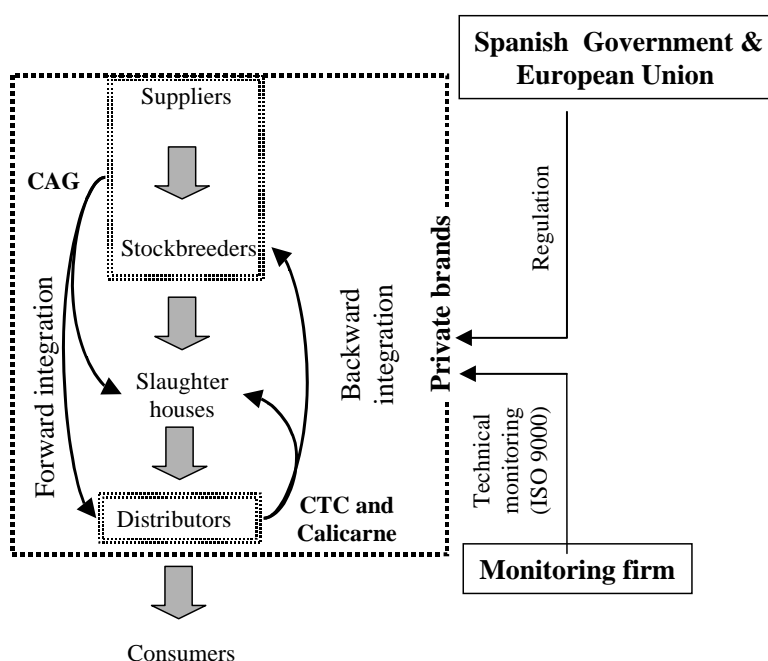 Spanish Government &
European Union
Suppliers
CAG
Stockbreeders
Forward integration
Backward
integration
Private brands
Regulation
Slaughter
houses
Technical
monitoring
(ISO 9000)
Distributors
CTC and
Calicarne
Monitoring firm
Consumers